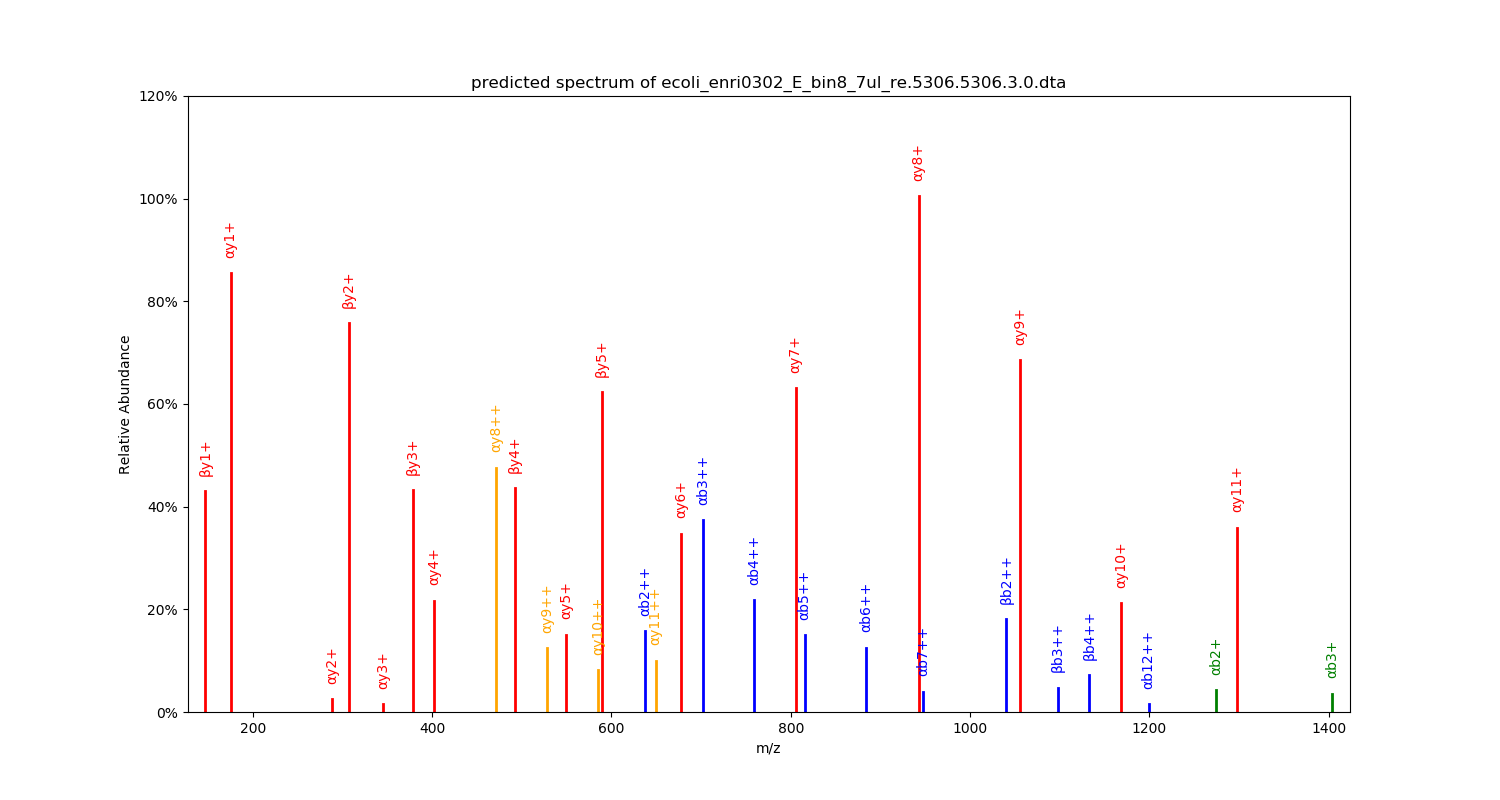 predicted spectrum of ecoli_enri0302_E_bin8_7ul_re.5306.5306.3.0.dta
120%
100%
80%
60%
40%
20%
0%
Relative Abundance
βy1+
αy1+
αy2+
βy2+
αy3+
βy3+
αy4+
αy8++
βy4+
αy9++
αy5+
αy10++
βy5+
αb2++
αy11++
αy6+
αb3++
αb4++
αy7+
αb5++
αb6++
αy8+
αb7++
βb2++
αy9+
βb3++
βb4++
αy10+
αb12++
αb2+
αy11+
αb3+
200 400 600 800 1000 1200 1400
m/z